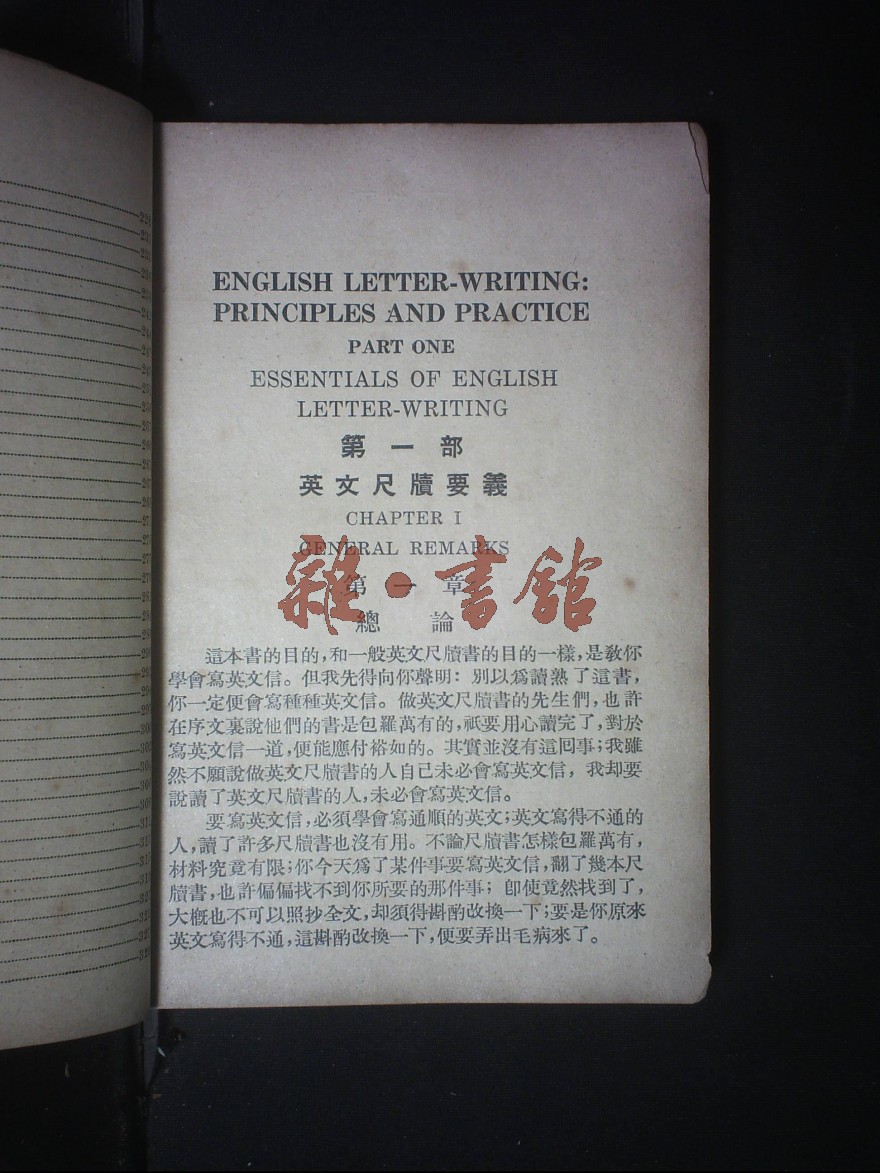 ENGLISH LETTER-WRITING:
PRINCIPLES AND PRACTICE
PART ONE
ESSENTIALS OF ENGLISH
LETTER-WRITING
第一部
英文尺牘要義
CHAPTER I
GENERAL REMARKS
第一章
雜·書館
總論
這本書的目的,和一般英文尺牘書的目的一樣,是敎你
學會寫英文信。但我先得向你聲明:別以爲讀熟了這書,
你一定便會寫種種英文信。做英文尺牘書的先生們,也許
在序文裏說他們的書是包羅萬有的,祇要用心讀完了,對於
寫英文信一道,便能應付裕如的。其實並沒有這囘事;我雖
然不願說做英文尺牘書的人自己未必會寫英文信,我却要
說讀了英文尺牘書的人,未必會寫英文信。
要寫英文信,必須學會寫通順的英文;英文寫得不通的
人,讀了許多尺牘書也沒有用。不論尺牘書怎樣包羅萬有,
材料究竟有限;你今天爲了某件事要寫英文信,翻了幾本尺
牘書,也許偏偏找不到你所要的那件事;卽使竟然找到了,
大槪也不可以照抄全文,却須得斟酌改換一下;要是你原來
英文寫得不通,這斟酌改換一下,便要弄出毛病來了。